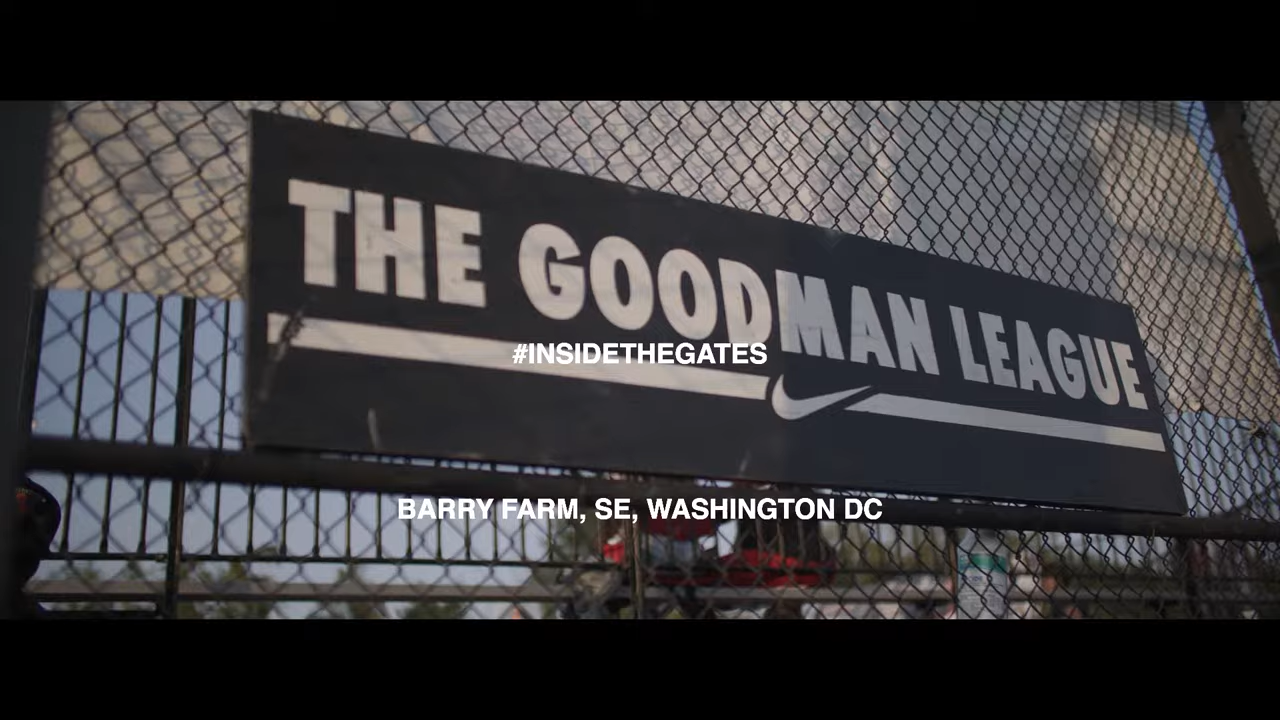 THE GOODMAN LEAGUE
#INSIDETHEGATES
BARRY FARM, SE, WASHINGTON DC